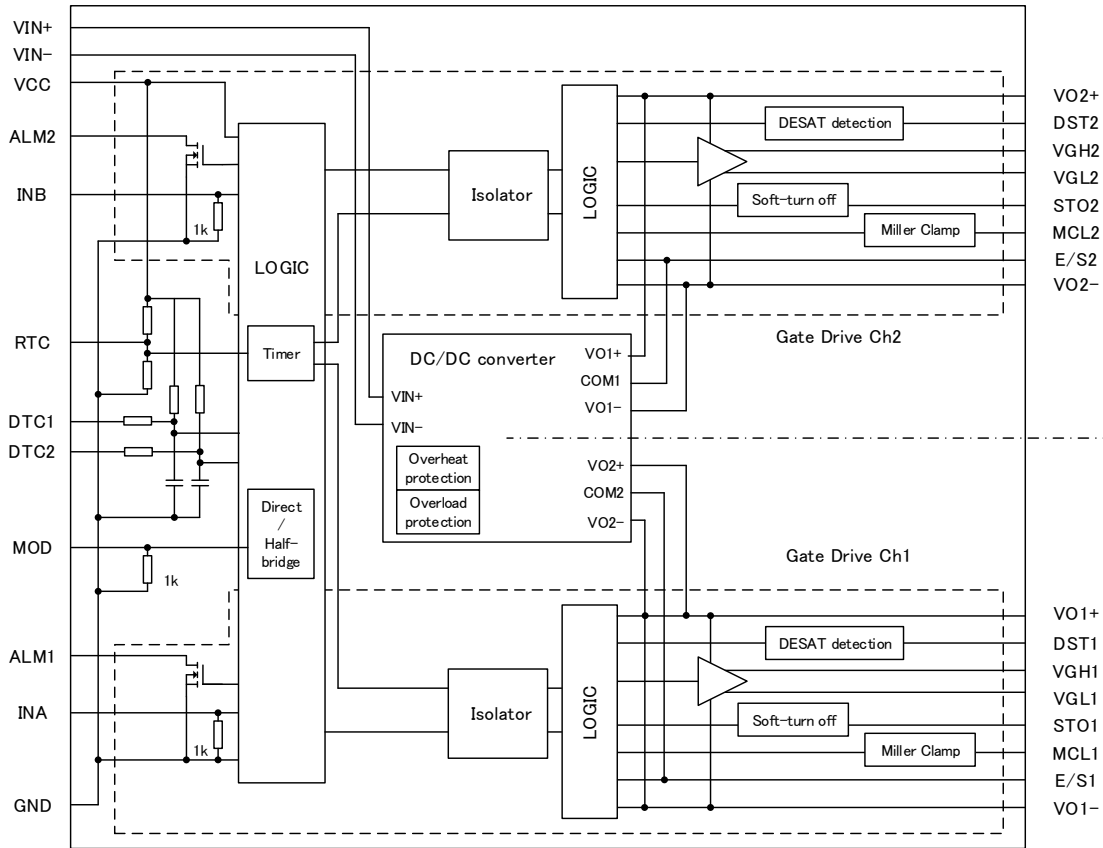 VIN+
VIN−
VCC
ALM2
INB
RTC
DTC1
DTC2
MOD
ALM1
INA
GND
1k
LOGIC
Timer
Direct
/
Half-
bridge
1k
1k
Isolator
LOGIC
DESAT detection
Soft-turn off
Miller Clamp
VO2+
DST2
VGH2
VGL2
STO2
MCL2
E/S2
VO2−
Gate Drive Ch2
DC/DC converter
VIN+
VIN−
Overheat
protection
Overload
protection
VO1+
COM1
VO1-
VO2+
COM2
VO2-
Gate Drive Ch1
Isolator
LOGIC
DESAT detection
Soft-turn off
Miller Clamp
VO1+
DST1
VGH1
VGL1
STO1
MCL1
E/S1
VO1−